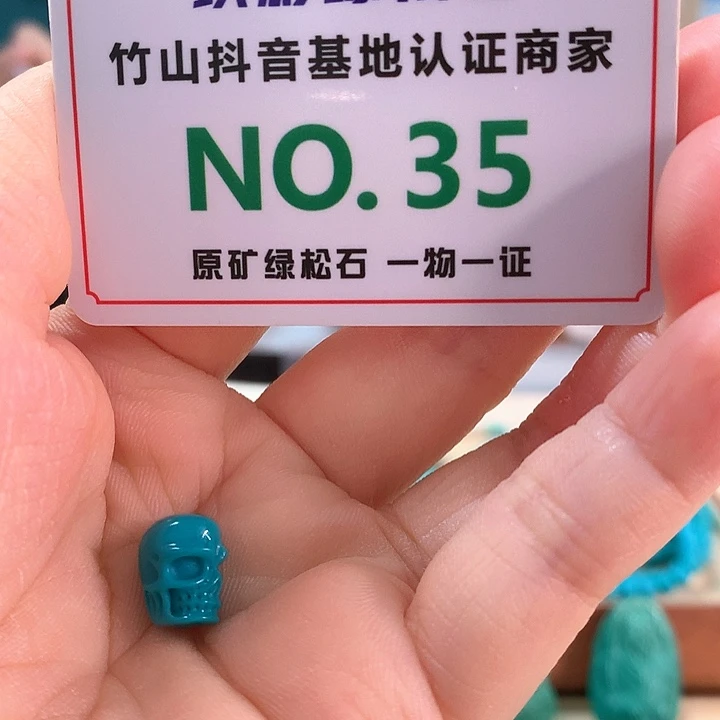 竹山抖音基地认证商家
NO. 35
原矿绿松石 一物一证